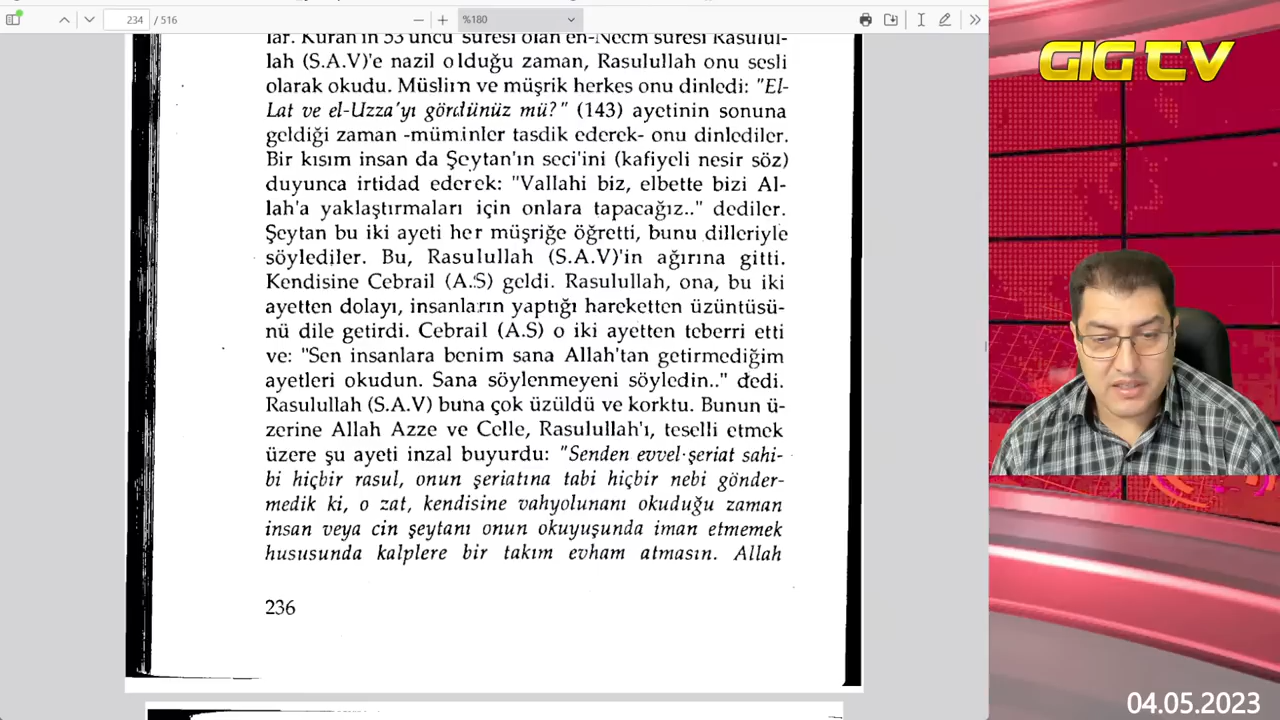 234 / 516
%180
lar. Kuran'ın 53 üncü suresi olan en-Necm suresi Rasulul-
lah (S.A.V)'e nazil olduğu zaman, Rasulullah onu sesli
olarak okudu. Müslim ve müşrik herkes onu dinledi: "El-
Lat ve el-Uzza'yı gördünüz mü?" (143) ayetinin sonuna
geldiği zaman -müminler tasdik ederek- onu dinlediler.
Bir kısım insan da Şeytan'ın seci'ini (kafiyeli nesir söz)
duyunca irtidad ederek: "Vallahi biz, elbette bizi Al-
lah'a yaklaştırmaları için onlara tapacağız.." dediler.
Şeytan bu iki ayeti her müşriğe öğretti, bunu dilleriyle
söylediler. Bu, Rasulullah (S.A.V)'in ağırına gitti.
Kendisine Cebrail (A.S) geldi. Rasulullah, ona, bu iki
ayetten dolayı, insanların yaptığı hareketten üzüntüsü-
nü dile getirdi. Cebrail (A.S) o iki ayetten teberri etti
ve: "Sen insanlara benim sana Allah'tan getirmediğim
ayetleri okudun. Sana söylenmeyeni söyledin.." dedi.
Rasulullah (S.A.V) buna çok üzüldü ve korktu. Bunun ü-
zerine Allah Azze ve Celle, Rasulullah'ı, teselli etmek
üzere şu ayeti inzal buyurdu: "Senden evvel şeriat sahi-
bi hiçbir rasul, onun şeriatına tabi hiçbir nebi gönder-
medik ki, o zat, kendisine vahyolunanı okuduğu zaman
insan veya cin şeytanı onun okuyuşunda iman etmemek
hususunda kalplere bir takım evham atmasın. Allah
236
GIG TV
04.05.2023